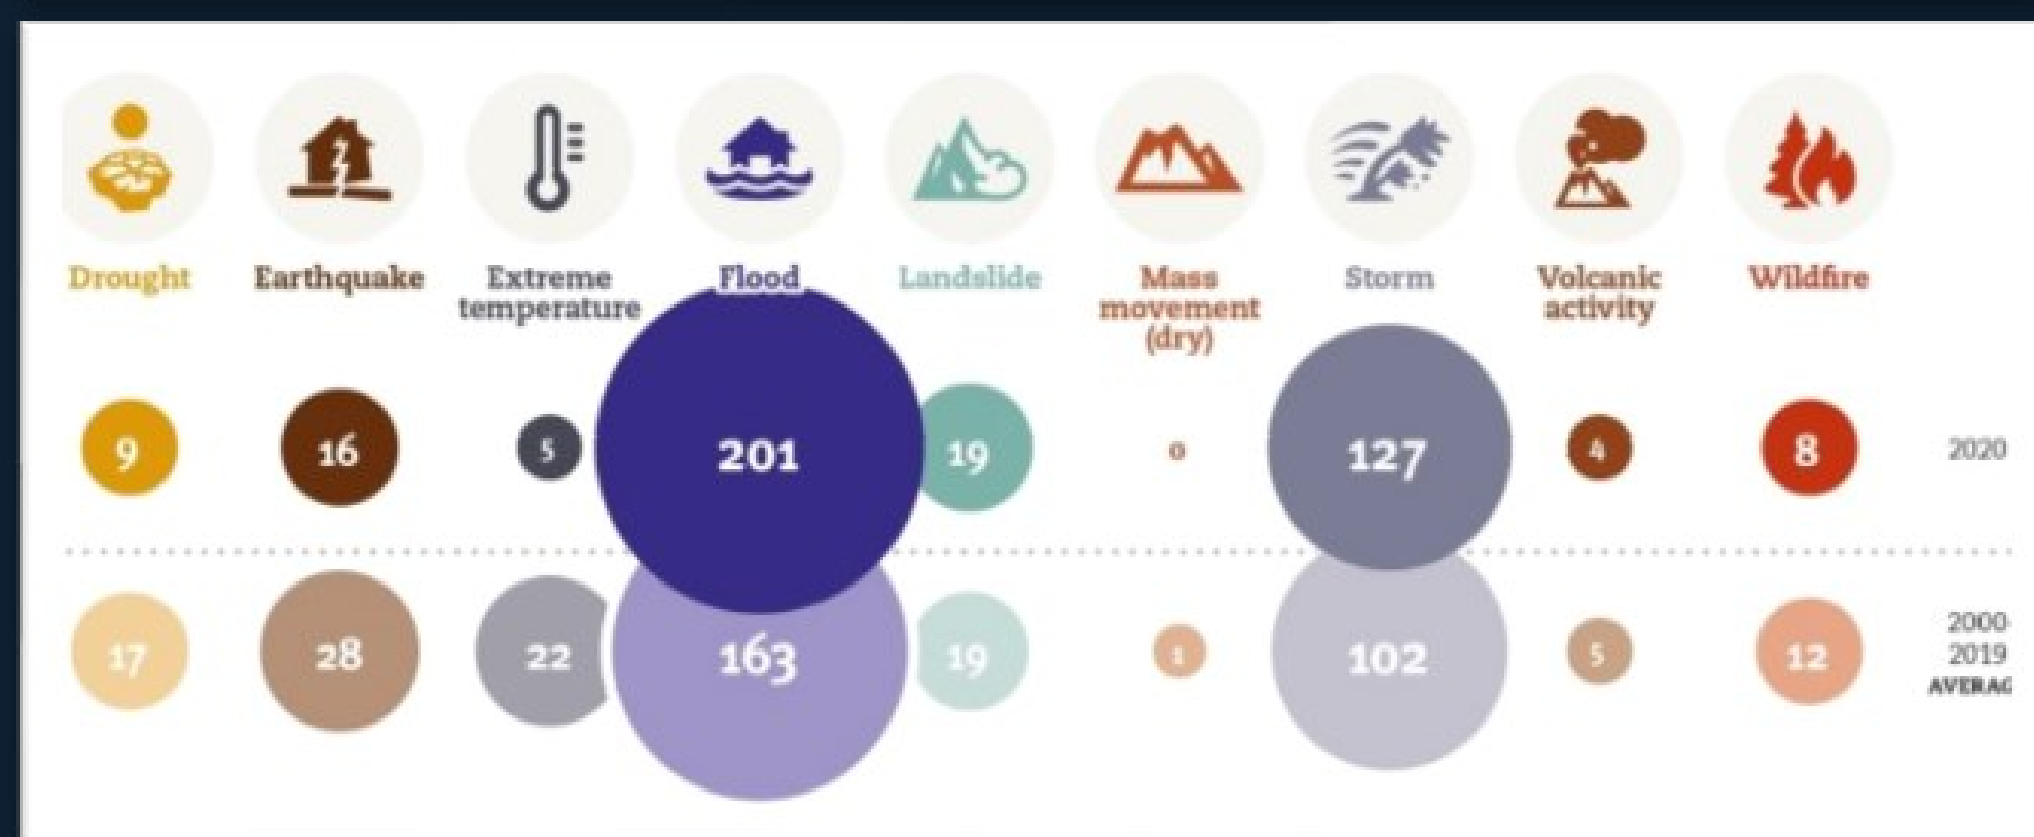 Drought
Earthquake
Extreme
temperature
Flood
Landslide
Mass
movement
(dry)
Storm
Volcanic
activity
Wildfire
9
16
5
201
19
0
127
4
8
2020
17
28
22
163
19
1
102
5
12
2000-
2019
AVERAG